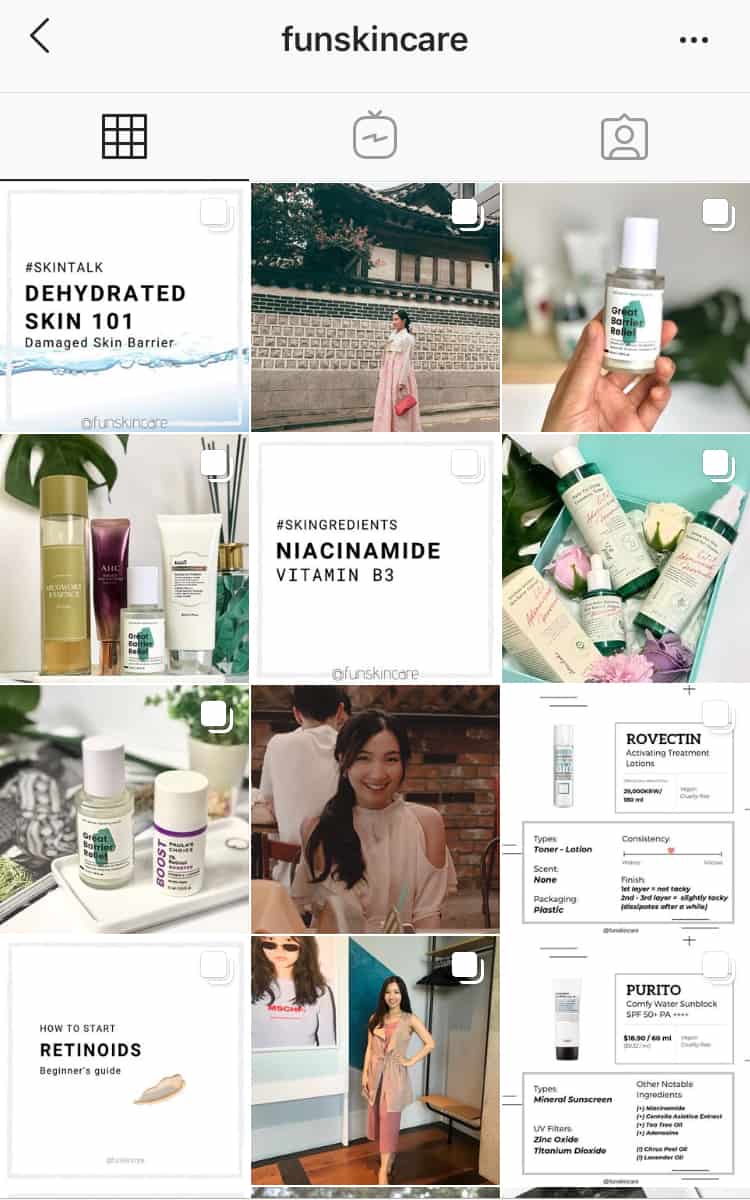 funskincare
#SKINTALK
DEHYDRATED
SKIN 101
Damaged Skin Barrier
@funskincare
Great
Barrier
Relief
MUGWORT
ESSENCE
AHC
Great
Barrier
Relief
#SKINGREDIENTS
NIACINAMIDE
VITAMIN B3
@funskincare
Great
Barrier
Relief
BOOST
PAULA'S
CHOICE
1%
Retinol
BOOSTER
ROVECTIN
Activating Treatment
Lotions
180 ml
Vegan
Cruelty-free
Types:
Toner - Lotion
Scent:
None
Packaging:
Plastic
Consistency:
Finish:
1st layer = not tacky
2nd - 3rd layer = slightly tacky
(dissipates after a while)
@funskincare
HOW TO START
RETINOIDS
Beginner's guide
@funskincare
MSCHF
PURITO
Comfy Water Sunblock
SPF 50+ PA ++++
$18.90 / 60 ml
Vegan
Cruelty-free
Types:
Mineral Sunscreen
UV Filters:
Zinc Oxide
Titanium Dioxide
Other Notable
Ingredients
(+) Niacinamide
(+) Centella Asiatica Extract
(+) Tea Tree Oil
(+) Adenosine
(!) Citrus Peel Oil
(!) Lavender Oil
@funskincare